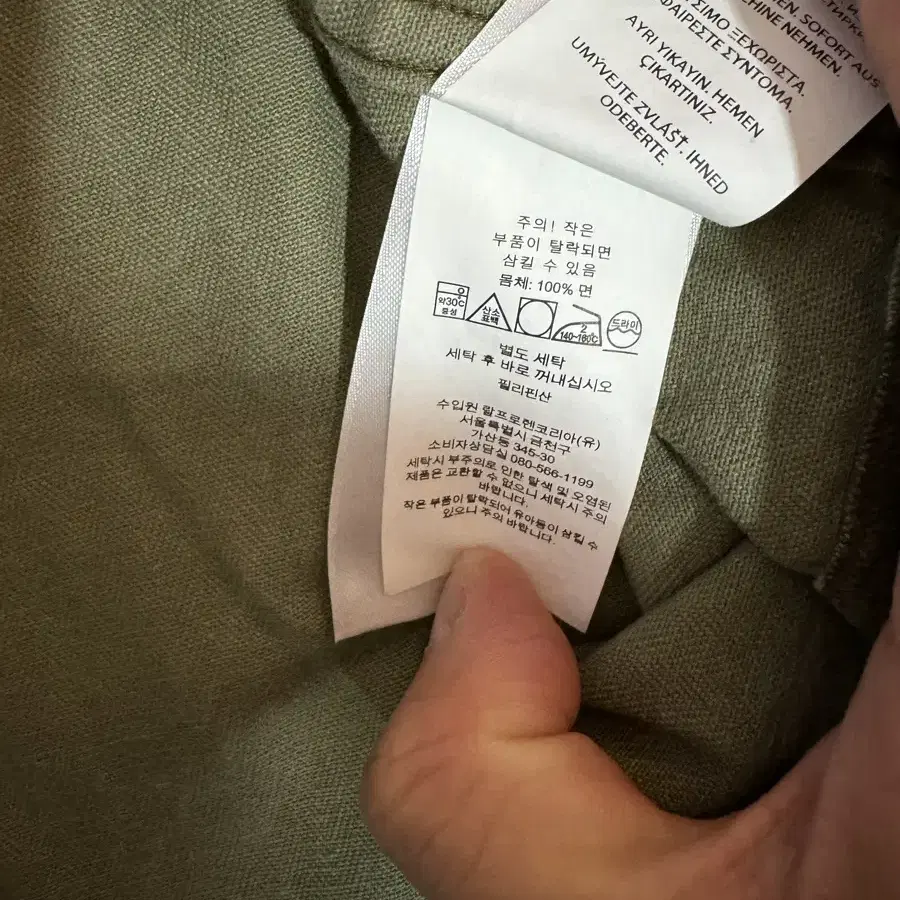 MEN. SOFORT AUS
CHINE NEHMEN.
ΣΙΜΟ ΞΕΧΩΡΙΣΤΑ.
ΦΑΙΡΕΣΤΕ ΣΥΝΤΟΜΑ.
AYRI YIKAYIN. HEMEN
ÇIKARTINIZ.
UMÝVEJTE ZVLÁŠŤ. IHNED
ODEBERTE.
주의! 작은
부품이 탈락되면
삼킬 수 있음
몸체: 100% 면
약30℃
중성
산소
표백
2
140~160℃
드라이
별도 세탁
세탁 후 바로 꺼내십시오
필리핀산
수입원 랄프로렌코리아(유)
서울특별시 금천구
가산동 345-30
소비자상담실 080-566-1199
세탁시 부주의로 인한 탈색 및 오염된
제품은 교환할 수 없으니 세탁시 주의
바랍니다.
작은 부품이 탈락되어 유아등이 삼킬 수
있으니 주의 바랍니다.